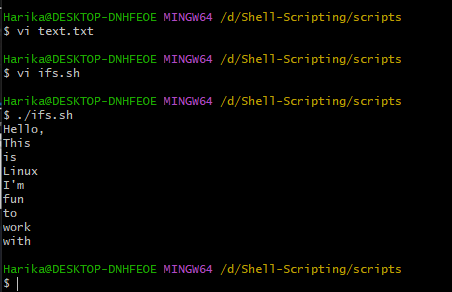 Harika@DESKTOP-DNHFEOE MINGW64 /d/Shell-Scripting/scripts
$ vi text.txt
Harika@DESKTOP-DNHFEOE MINGW64 /d/Shell-Scripting/scripts
$ vi ifs.sh
Harika@DESKTOP-DNHFEOE MINGW64 /d/Shell-Scripting/scripts
$ ./ifs.sh
Hello,
This
is
Linux
I'm
fun
to
work
with
Harika@DESKTOP-DNHFEOE MINGW64 /d/Shell-Scripting/scripts
$